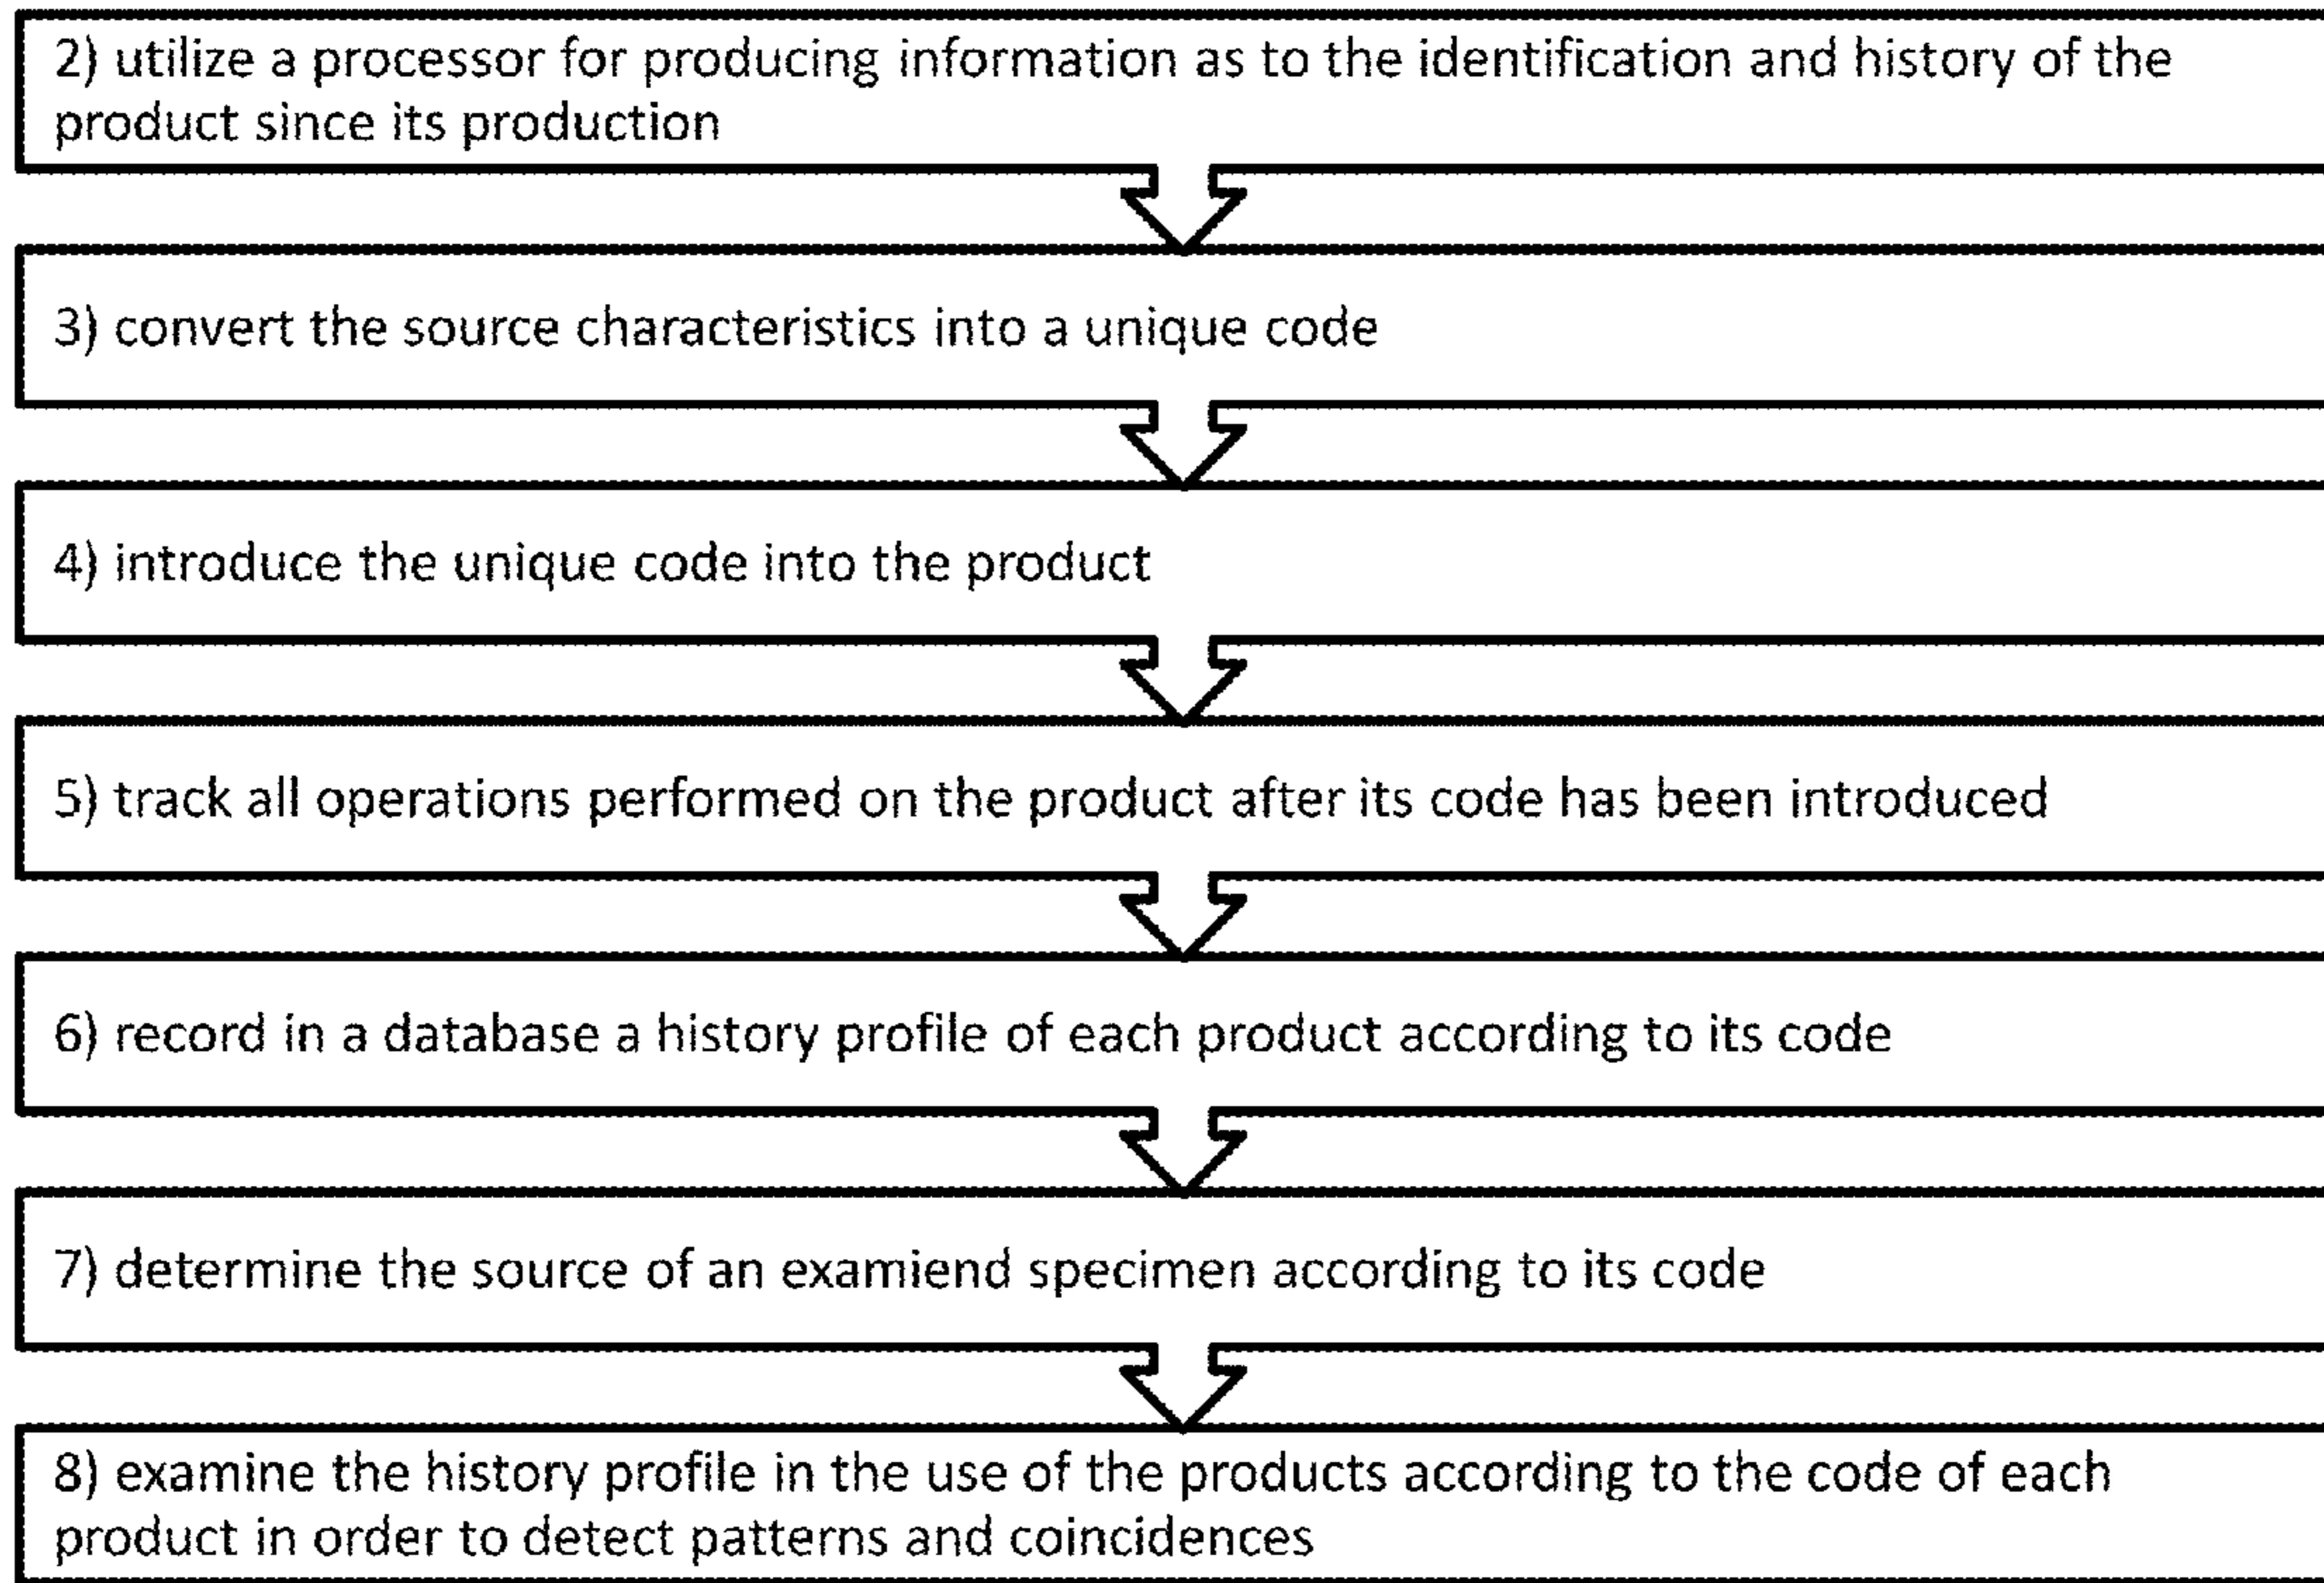 2) utilize a processor for producing information as to the identification and history of the
product since its production
3) convert the source characteristics into a unique code
4) introduce the unique code into the product
5) track all operations performed on the product after its code has been introduced
6) record in a database a history profile of each product according to its code
7) determine the source of an examiend specimen according to its code
8) examine the history profile in the use of the products according to the code of each
product in order to detect patterns and coincidences